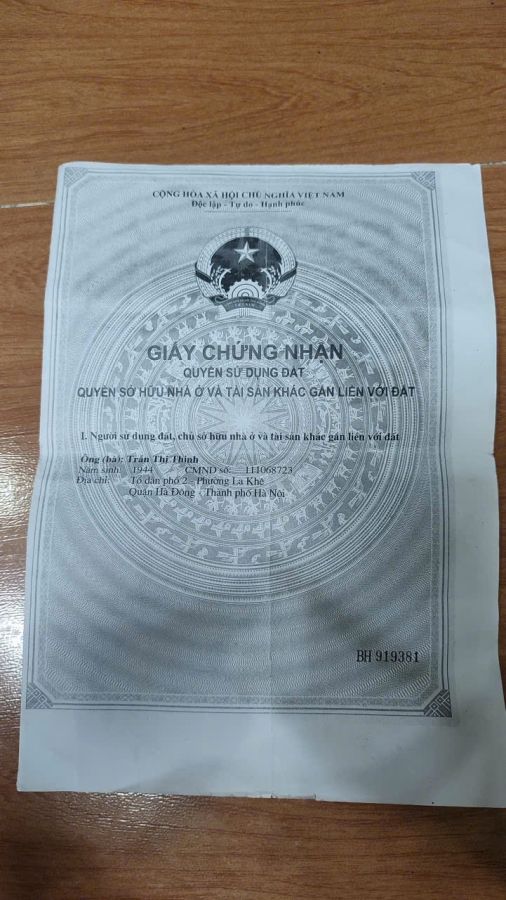 CỘNG HÒA XÃ HỘI CHỦ NGHĨA VIỆT NAM
Độc lập - Tự do - Hạnh phúc
GIẤY CHỨNG NHẬN
QUYỀN SỬ DỤNG ĐẤT
QUYỀN SỞ HỮU NHÀ Ở VÀ TÀI SẢN KHÁC GẮN LIỀN VỚI ĐẤT
I. Người sử dụng đất, chủ sở hữu nhà ở và tài sản khác gắn liền với đất
Ông (bà): Trần Thị Thịnh
Năm sinh: 1944 CMND số: 111068723
Địa chỉ: Tổ dân phố 2 - Phường La Khê
Quận Hà Đông - Thành phố Hà Nội
BH 919381